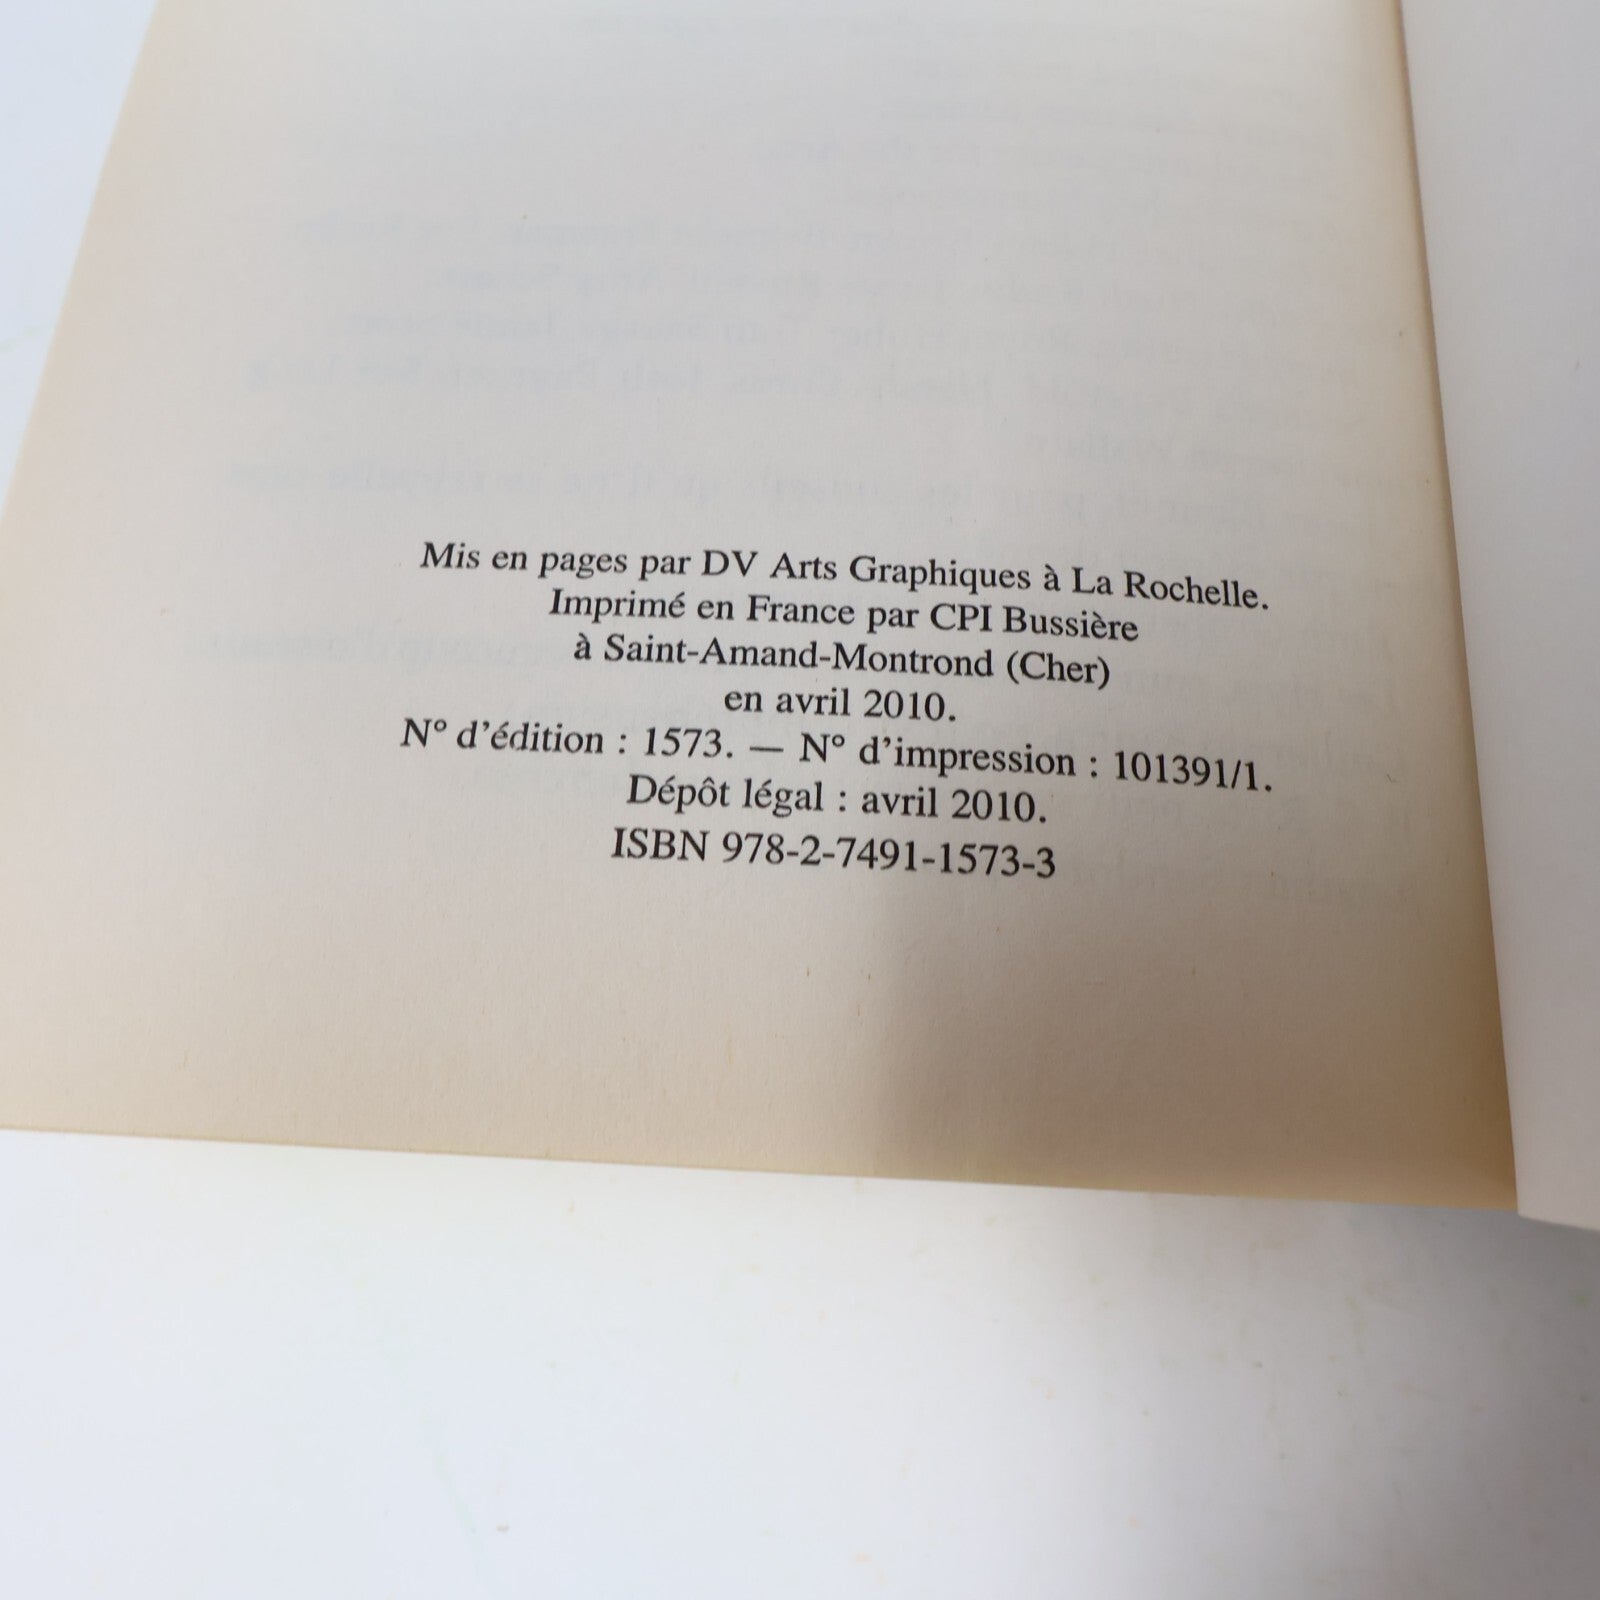 Mis en pages par DV Arts Graphiques à La Rochelle.
Imprimé en France par CPI Bussière
à Saint-Amand-Montrond (Cher)
en avril 2010.
N° d'édition : 1573. — N° d'impression : 101391/1.
Dépôt légal : avril 2010.
ISBN 978-2-7491-1573-3